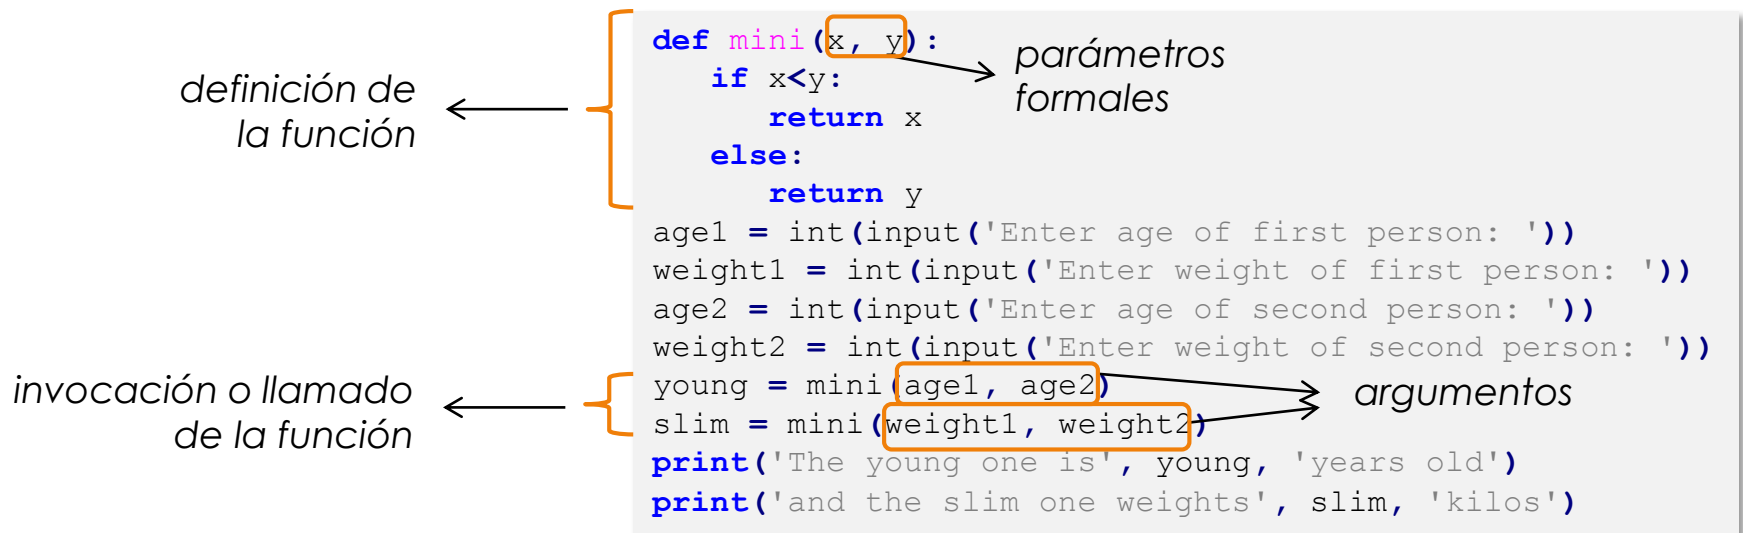 def mini(x, y):
if x<y:
return x
else:
return y
age1 = int(input('Enter age of first person: '))
weight1 = int(input('Enter weight of first person: '))
age2 = int(input('Enter age of second person: '))
weight2 = int(input('Enter weight of second person: '))
young = mini(age1, age2)
slim = mini(weight1, weight2)
print('The young one is', young, 'years old')
print('and the slim one weights', slim, 'kilos')
definición de
la función
parámetros
formales
invocación o llamado
de la función
argumentos